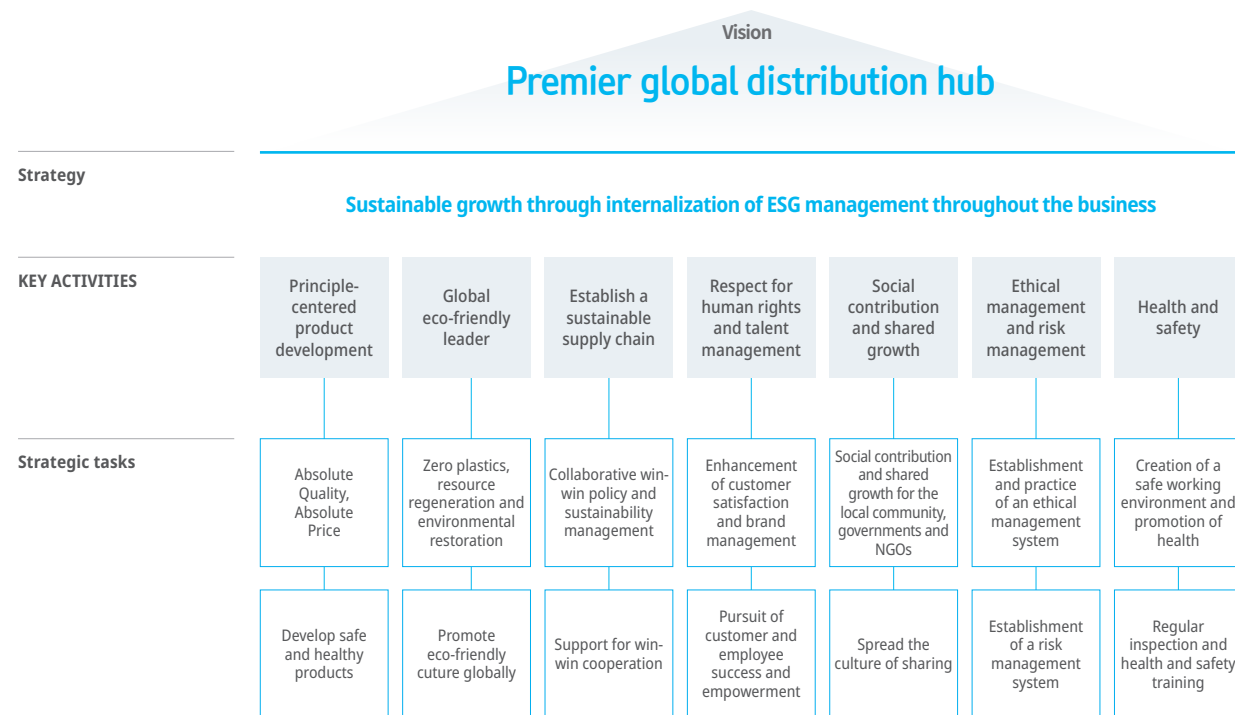 Vision
Premier global distribution hub
Strategy
Sustainable growth through internalization of ESG management throughout the business
KEY ACTIVITIES
Principle-
centered
product
development
Global
eco-friendly
leader
Establish a
sustainable
supply chain
Respect for
human rights
and talent
management
Social
contribution
and shared
growth
Ethical
management
and risk
management
Health and
safety
Strategic tasks
Absolute
Quality,
Absolute
Price
Zero plastics,
resource
regeneration and
environmental
restoration
Collaborative win-
win policy and
sustainability
management
Enhancement
of customer
satisfaction
and brand
management
Social contribution
and shared
growth for the
local community,
governments and
NGOs
Establishment
and practice
of an ethical
management
system
Creation of a
safe working
environment and
promotion of
health
Develop safe
and healthy
products
Promote
eco-friendly
cuture globally
Support for win-
win cooperation
Pursuit of
customer and
employee
success and
empowerment
Spread the
culture of sharing
Establishment
of a risk
management
system
Regular
inspection and
health and safety
training